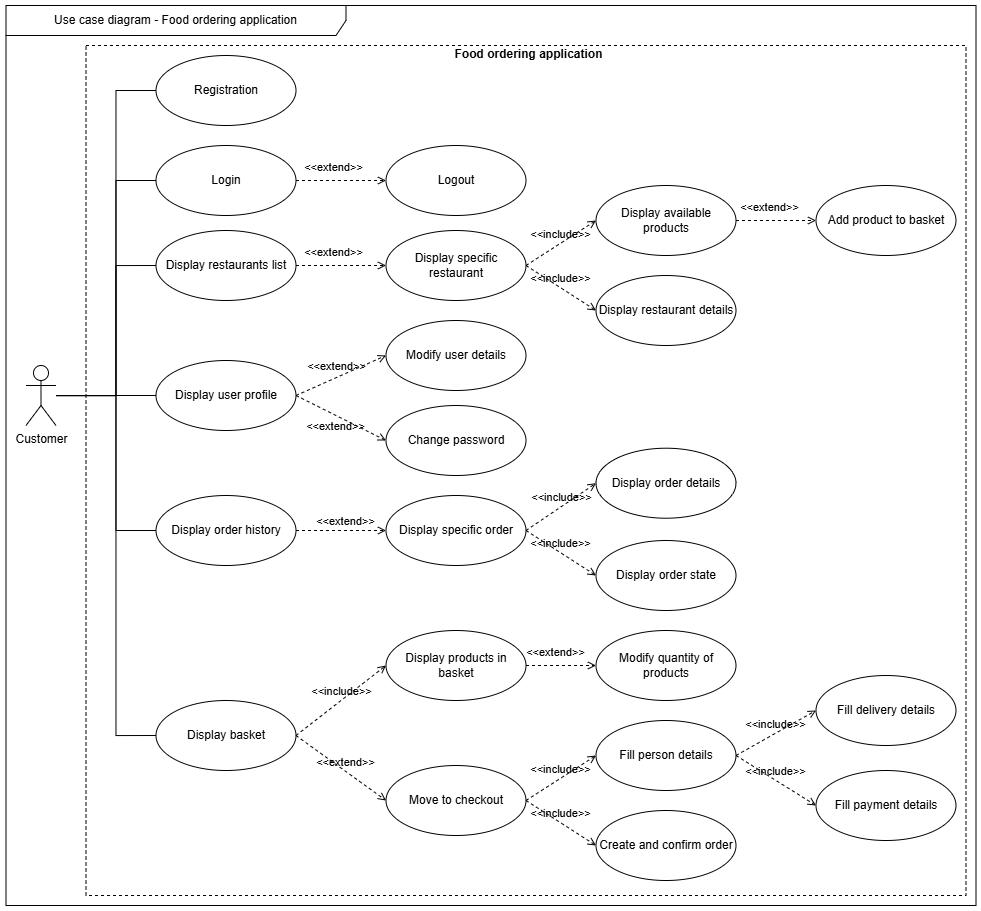 Use case diagram - Food ordering application
Food ordering application
Registration
Login
<<extend>>
Logout
Display restaurants list
<<extend>>
Display specific
restaurant
<<include>>
Display available
products
<<extend>>
Add product to basket
<<include>>
Display restaurant details
Customer
Display user profile
<<extend>>
Modify user details
<<extend>>
Change password
Display order history
<<extend>>
Display specific order
<<include>>
Display order details
<<include>>
Display order state
Display basket
<<include>>
Display products in
basket
<<extend>>
Modify quantity of
products
<<extend>>
Move to checkout
<<include>>
Fill person details
<<include>>
Fill delivery details
<<include>>
Fill payment details
<<include>>
Create and confirm order